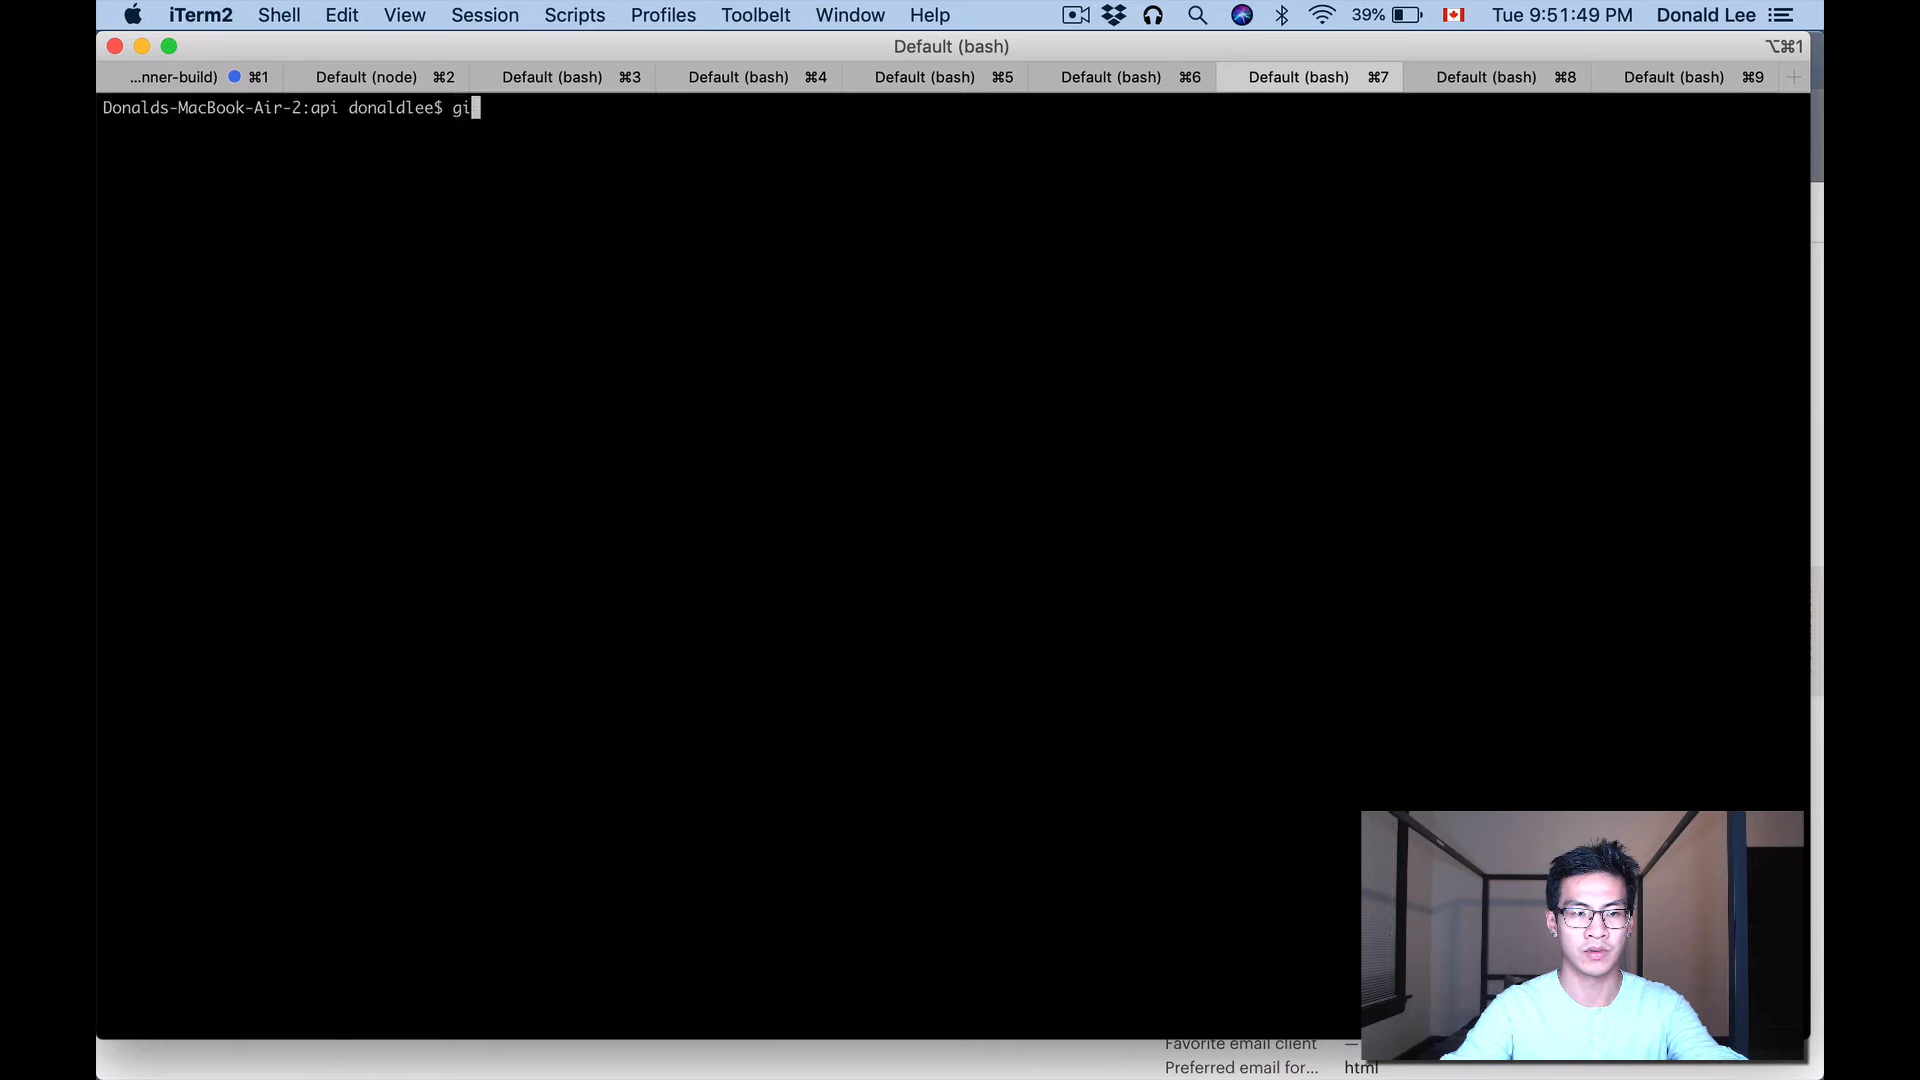 iTerm2 Shell Edit View Session Scripts Profiles Toolbelt Window Help 39% Tue 9:51:49 PM Donald Lee
Default (bash) ⌥⌘1
...nner-build) ⌘1 Default (node) ⌘2 Default (bash) ⌘3 Default (bash) ⌘4 Default (bash) ⌘5 Default (bash) ⌘6 Default (bash) ⌘7 Default (bash) ⌘8 Default (bash) ⌘9
Donalds-MacBook-Air-2:api donaldlee$ gi
Favorite email client —
Preferred email for... html